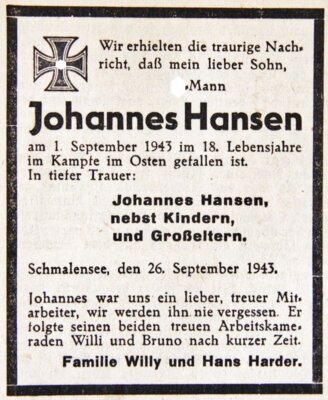 Wir erhielten die traurige Nach-
richt, daß mein lieber Sohn,
Mann
Johannes Hansen
am 1. September 1943 im 18. Lebensjahre
im Kampfe im Osten gefallen ist.
In tiefer Trauer:
Johannes Hansen,
nebst Kindern,
und Großeltern.
Schmalensee, den 26. September 1943.
Johannes war uns ein lieber, treuer Mit-
arbeiter, wir werden ihn nie vergessen. Er
folgte seinen beiden treuen Arbeitskame-
raden Willi und Bruno nach kurzer Zeit.
Familie Willy und Hans Harder.